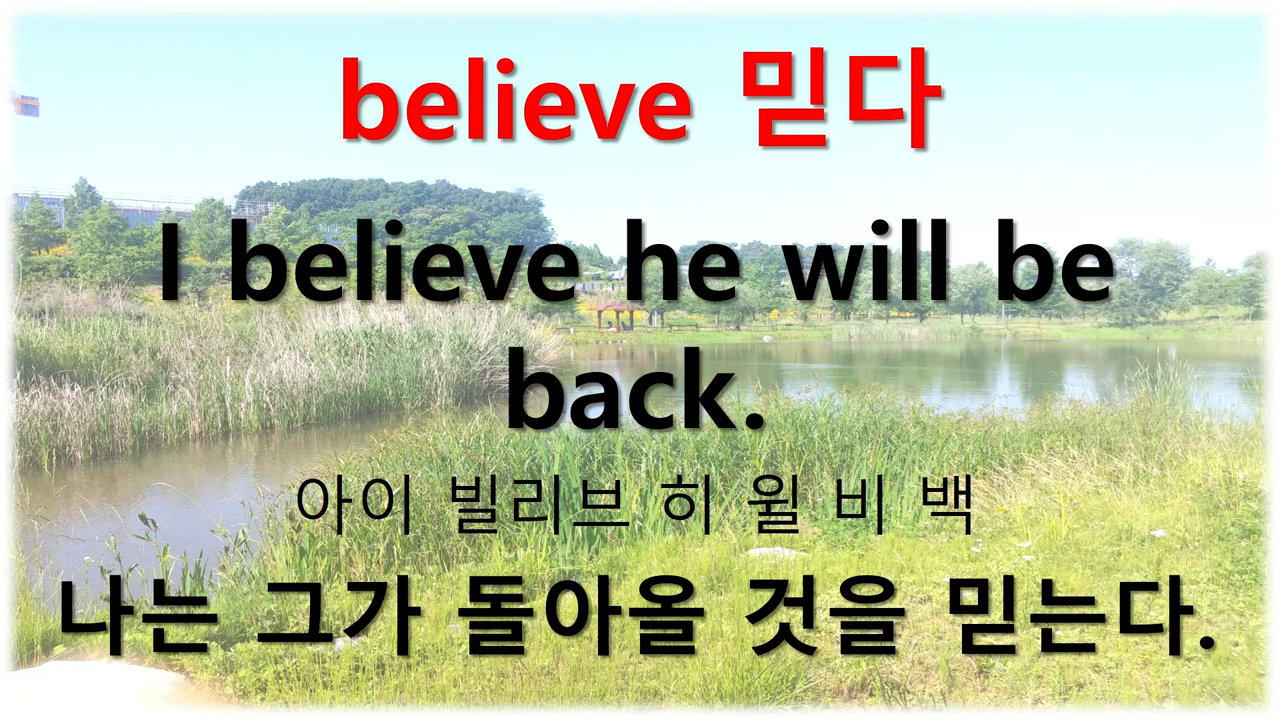 believe 믿다
I believe he will be
back.
아이 빌리브 히 윌 비 백
나는 그가 돌아올 것을 믿는다.